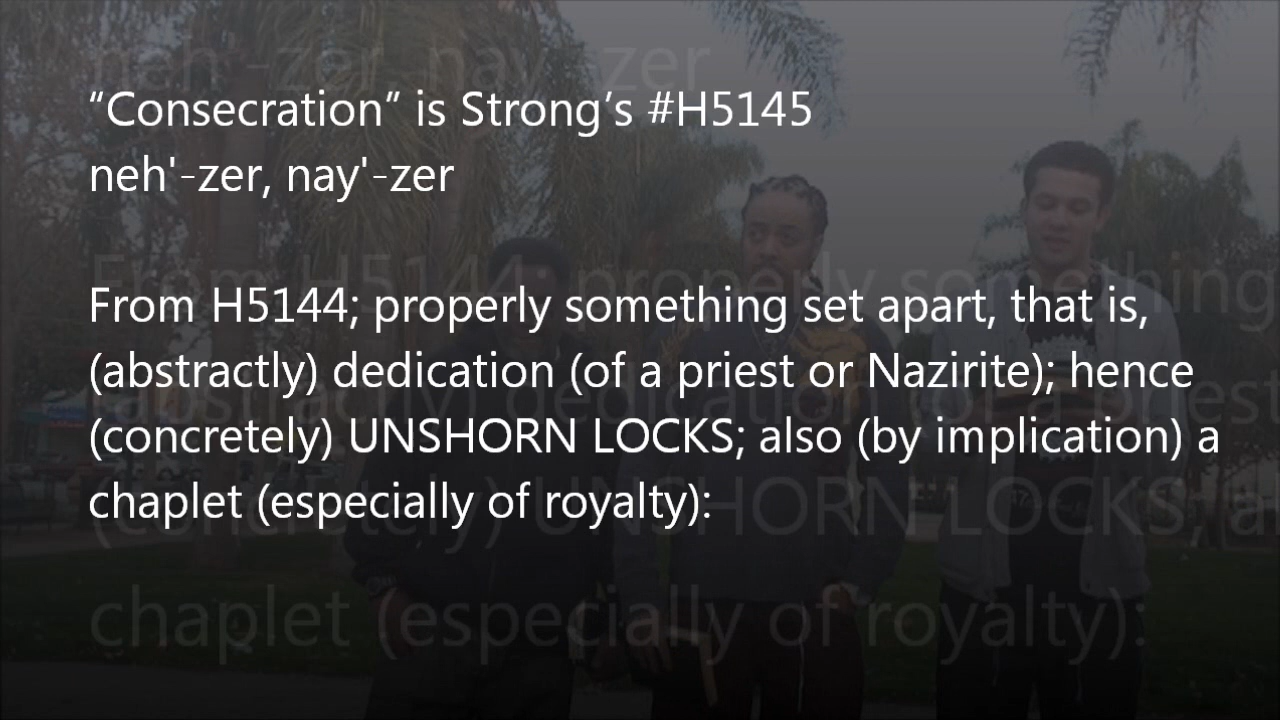 “Consecration” is Strong’s #H5145
neh'-zer, nay'-zer
From H5144; properly something set apart, that is,
(abstractly) dedication (of a priest or Nazirite); hence
(concretely) UNSHORN LOCKS; also (by implication) a
chaplet (especially of royalty):